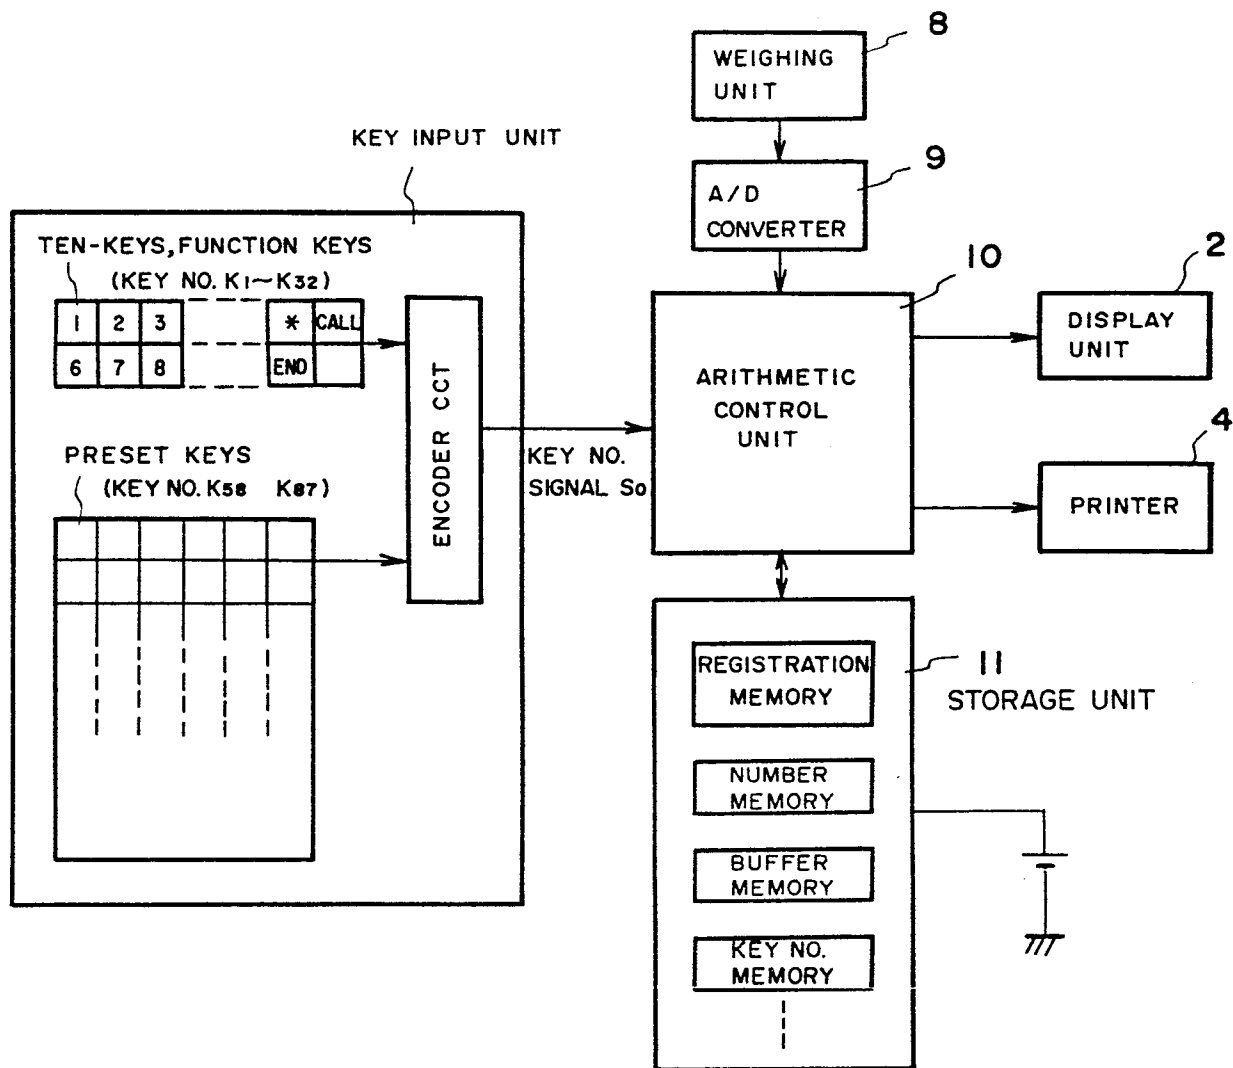 8
WEIGHING
UNIT
KEY INPUT UNIT
9
A/D
CONVERTER
TEN-KEYS, FUNCTION KEYS
(KEY NO. K1~K32)
1 2 3 * CALL
6 7 8 END
ENCODER CCT
10
ARITHMETIC
CONTROL
UNIT
2
DISPLAY
UNIT
KEY NO.
SIGNAL So
4
PRINTER
PRESET KEYS
(KEY NO. K58 K87)
REGISTRATION
MEMORY
11
STORAGE UNIT
NUMBER
MEMORY
BUFFER
MEMORY
KEY NO.
MEMORY